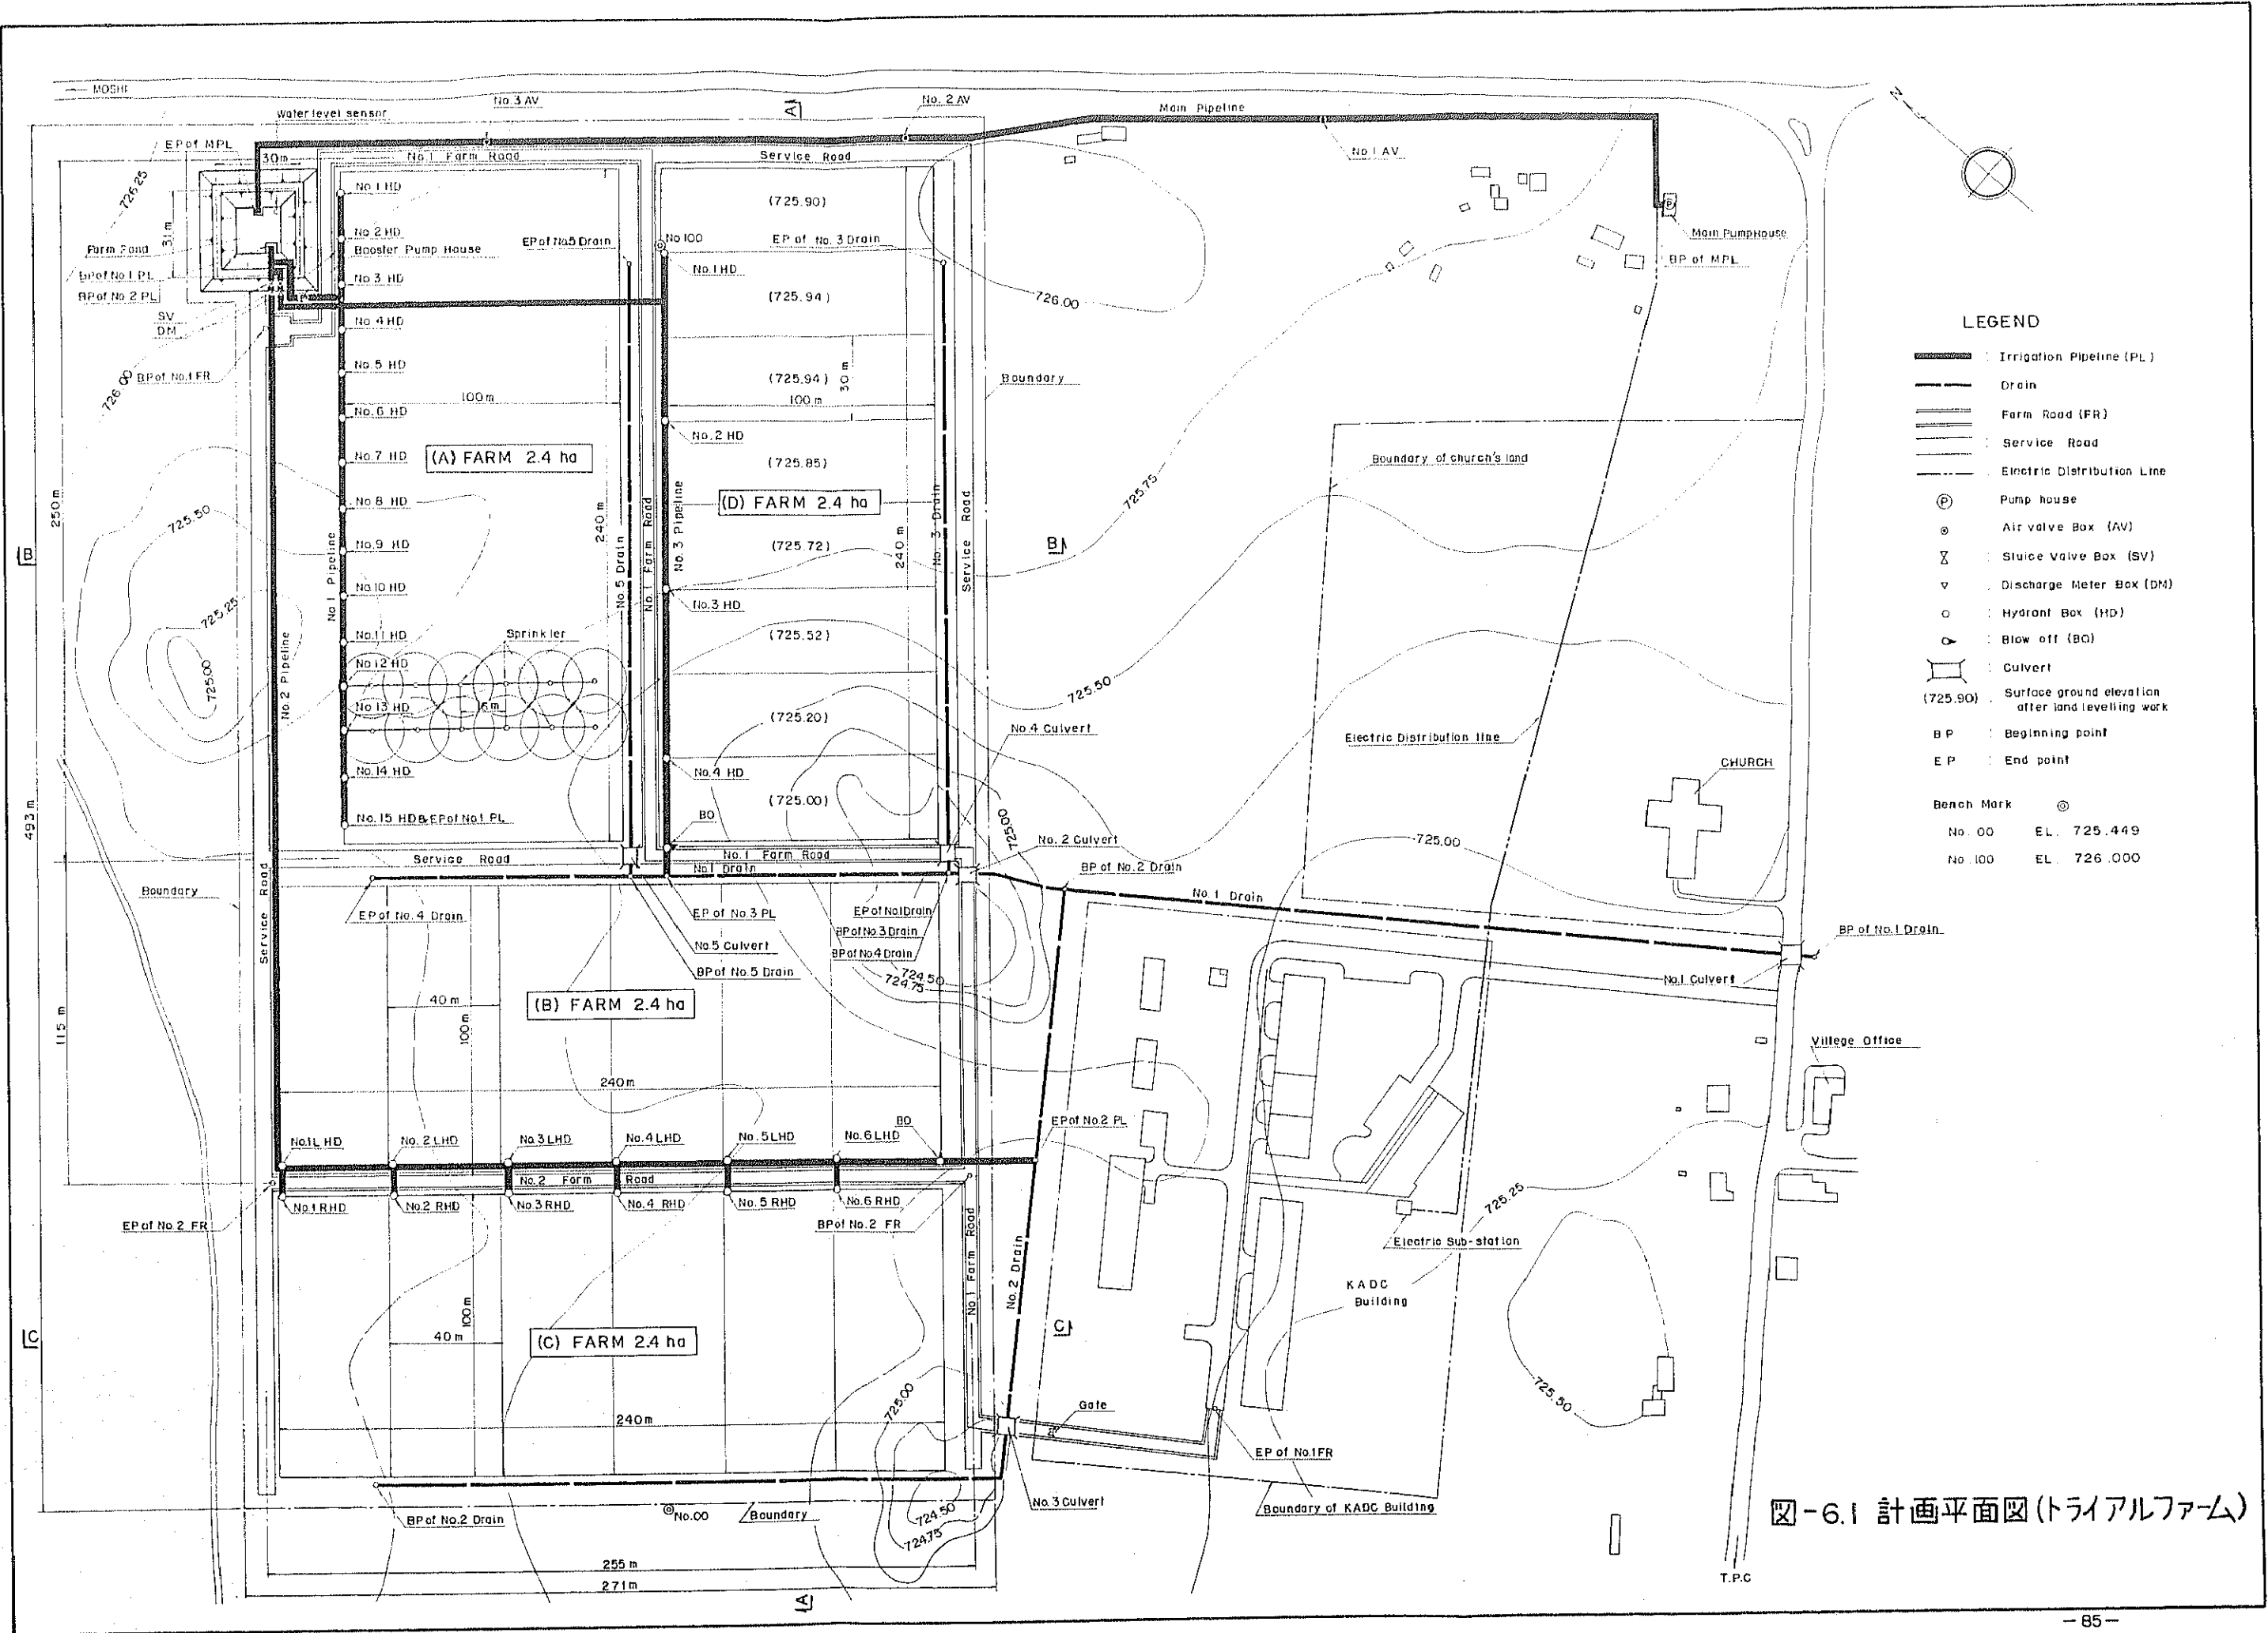 MOSHI
Water level sensor
No.3 AV
A
No. 2 AV
Main Pipeline
No.1 AV
N
EP of MPL
30m
No.1 Farm Road
Service Road
726.25
31m
Farm Pond
BP of No.1 PL
BP of No.2 PL
SV
DM
BP of No.1 FR
726.00
No.1 HD
No.2 HD
Booster Pump House
No.3 HD
No 4 HD
No.5 HD
100m
No.6 HD
No.7 HD
(A) FARM 2.4 ha
No 8 HD
No.9 HD
No.10 HD
No.11 HD
Sprinkler
No 12 HD
No.13 HD
No.14 HD
No.15 HD & EP of No.1 PL
No.1 Pipeline
No.2 Pipeline
240m
No.5 Drain
No.1 Farm Road
No.3 Pipeline
EP of No.5 Drain
No 100
No.1 HD
EP of No. 3 Drain
(725.90)
(725.94)
(725.94)
30 m
100 m
No.2 HD
(725.85)
(D) FARM 2.4 ha
(725.72)
240 m
No. 3 Drain
Service Road
No.3 HD
(725.52)
(725.20)
No.4 HD
(725.00)
BO
726.00
Boundary
Main Pumphouse
BP of MPL
Boundary of church's land
725.75
B
B
725.50
No.4 Culvert
Electric Distribution line
CHURCH
725.50
725.25
725.00
250 m
493 m
115 m
Boundary
Service Road
Service Road
No.1 Farm Road
No.1 Drain
725.00
No. 2 Culvert
BP of No.2 Drain
No.1 Drain
725.00
BP of No.1 Drain
No.1 Culvert
EP of No.4 Drain
EP of No.3 PL
No.5 Culvert
BP of No.5 Drain
EP of No.1 Drain
BP of No.3 Drain
BP of No.4 Drain
724.50
724.75
(B) FARM 2.4 ha
40 m
100m
240m
Village Office
No.1L HD
No. 2 LHD
No.3 LHD
No.4 LHD
No.5 LHD
No.6 LHD
BO
EP of No.2 PL
No.2 Farm Road
No.1 RHD
No.2 RHD
No.3 RHD
No.4 RHD
No.5 RHD
No.6 RHD
EP of No.2 FR
BP of No.2 FR
No.1 Farm Road
No.2 Drain
725.25
Electric Sub-station
KADC
Building
C
C
(C) FARM 2.4 ha
40 m
100m
240m
725.00
Gate
EP of No.1 FR
725.50
BP of No.2 Drain
No.00
Boundary
724.50
724.75
No.3 Culvert
Boundary of KADC Building
255 m
271m
A
T.P.C
LEGEND
: Irrigation Pipeline (PL)
Drain
Farm Road (FR)
: Service Road
: Electric Distribution Line
P Pump house
Air valve Box (AV)
: Sluice Valve Box (SV)
: Discharge Meter Box (DM)
: Hydrant Box (HD)
: Blow off (BO)
: Culvert
(725.90) : Surface ground elevation
after land levelling work
B P : Beginning point
E P : End point
Bench Mark ◎
No. 00 EL. 725.449
No. 100 EL. 726.000
図-6.1 計画平面図(トライアルファーム)
-85-